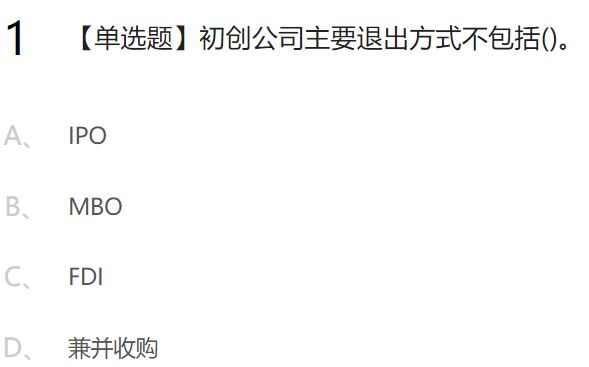 1 【单选题】初创公司主要退出方式不包括()。
A、 IPO
B、 MBO
C、 FDI
D、 兼并收购